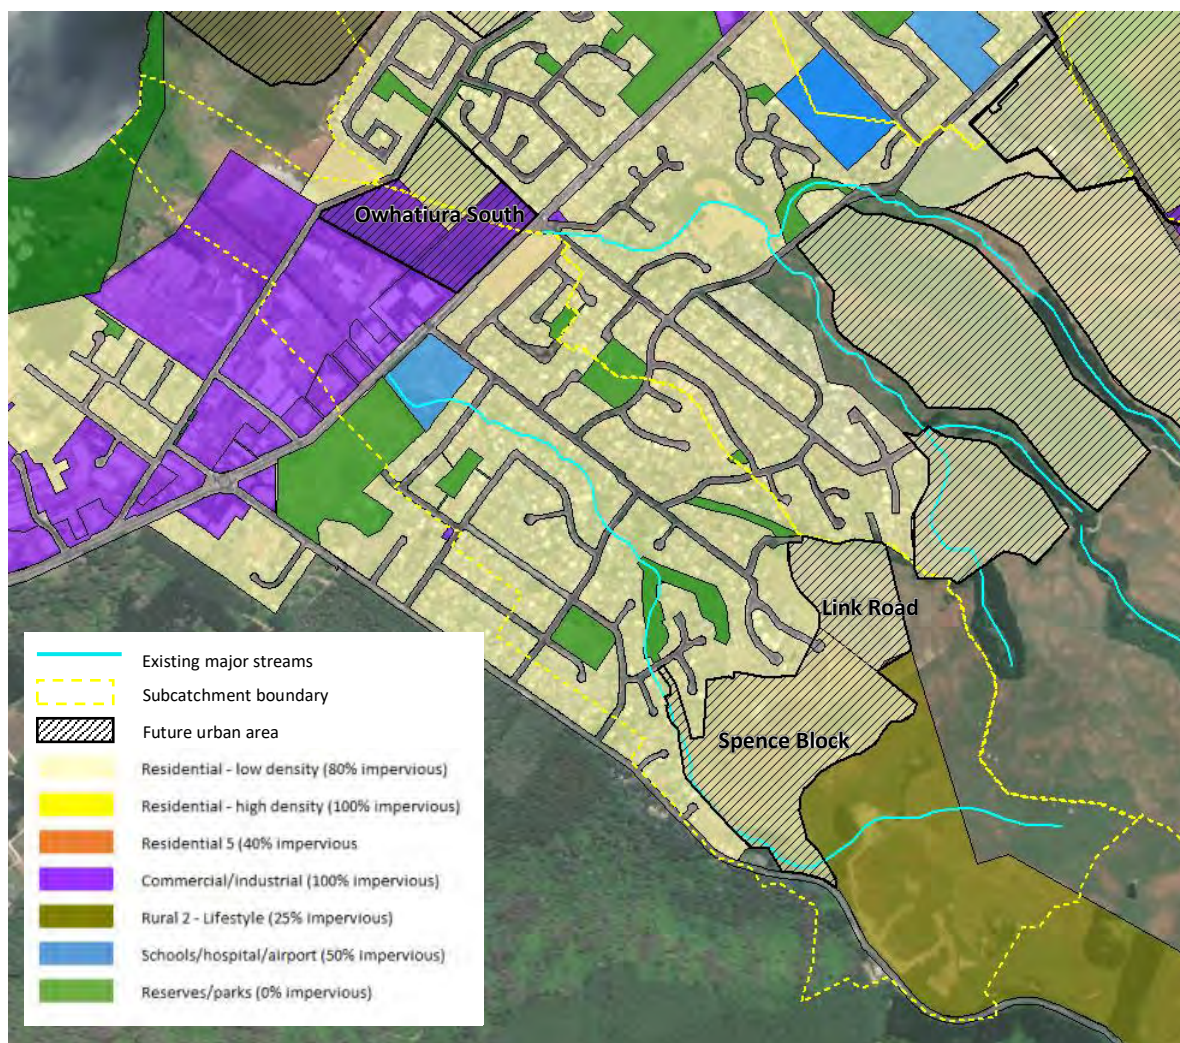 Owhatiura South
Link Road
Spence Block
Existing major streams
Subcatchment boundary
Future urban area
Residential - low density (80% impervious)
Residential - high density (100% impervious)
Residential 5 (40% impervious
Commercial/industrial (100% impervious)
Rural 2 - Lifestyle (25% impervious)
Schools/hospital/airport (50% impervious)
Reserves/parks (0% impervious)